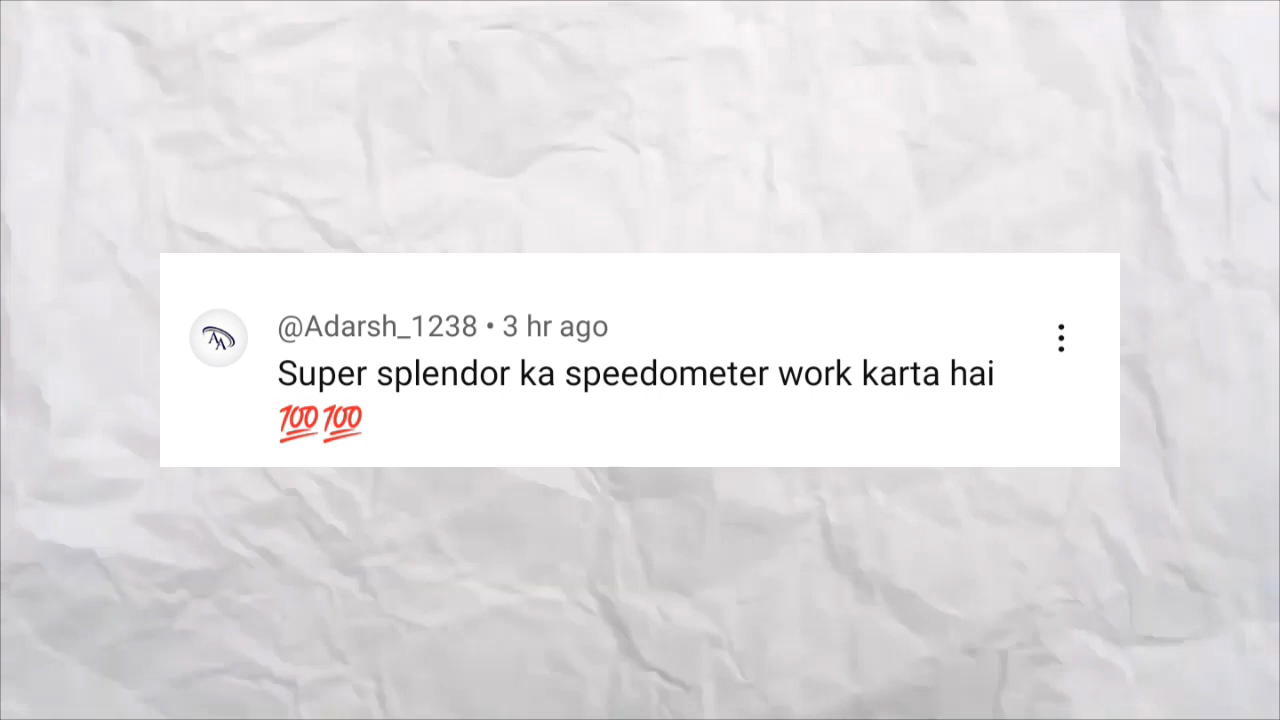 @Adarsh_1238 • 3 hr ago
Super splendor ka speedometer work karta hai
💯💯